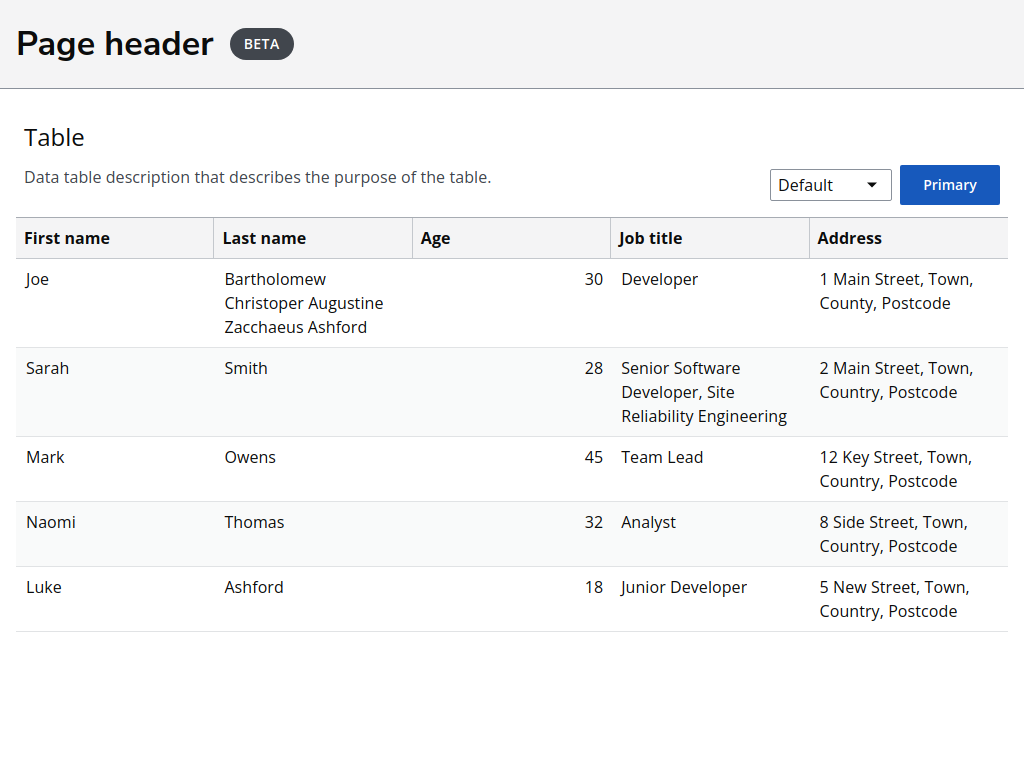 Page header BETA
Table
Data table description that describes the purpose of the table.
Default Primary
First name Last name Age Job title Address
Joe Bartholomew 30 Developer 1 Main Street, Town,
Christoper Augustine County, Postcode
Zacchaeus Ashford
Sarah Smith 28 Senior Software 2 Main Street, Town,
Developer, Site Country, Postcode
Reliability Engineering
Mark Owens 45 Team Lead 12 Key Street, Town,
Country, Postcode
Naomi Thomas 32 Analyst 8 Side Street, Town,
Country, Postcode
Luke Ashford 18 Junior Developer 5 New Street, Town,
Country, Postcode